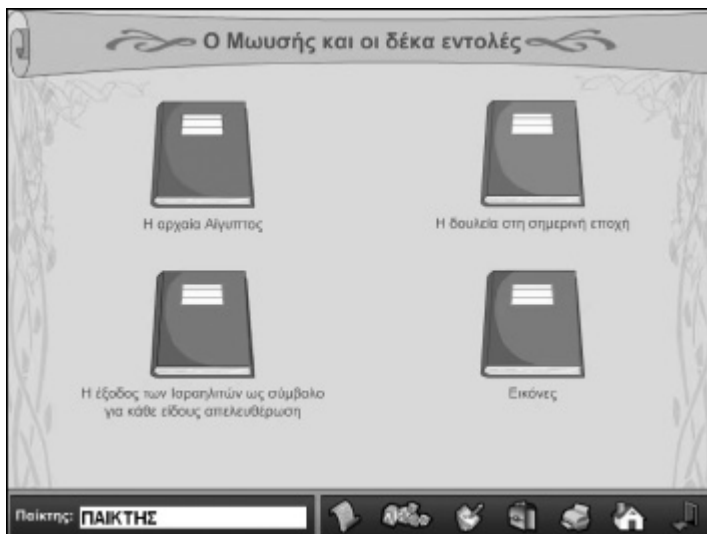 Ο Μωυσής και οι δέκα εντολές
Η αρχαία Αίγυπτος
Η δουλεία στη σημερινή εποχή
Η έξοδος των Ισραηλιτών ως σύμβολο
για κάθε είδους απελευθέρωση
Εικόνες
Παίκτης: ΠΑΙΚΤΗΣ